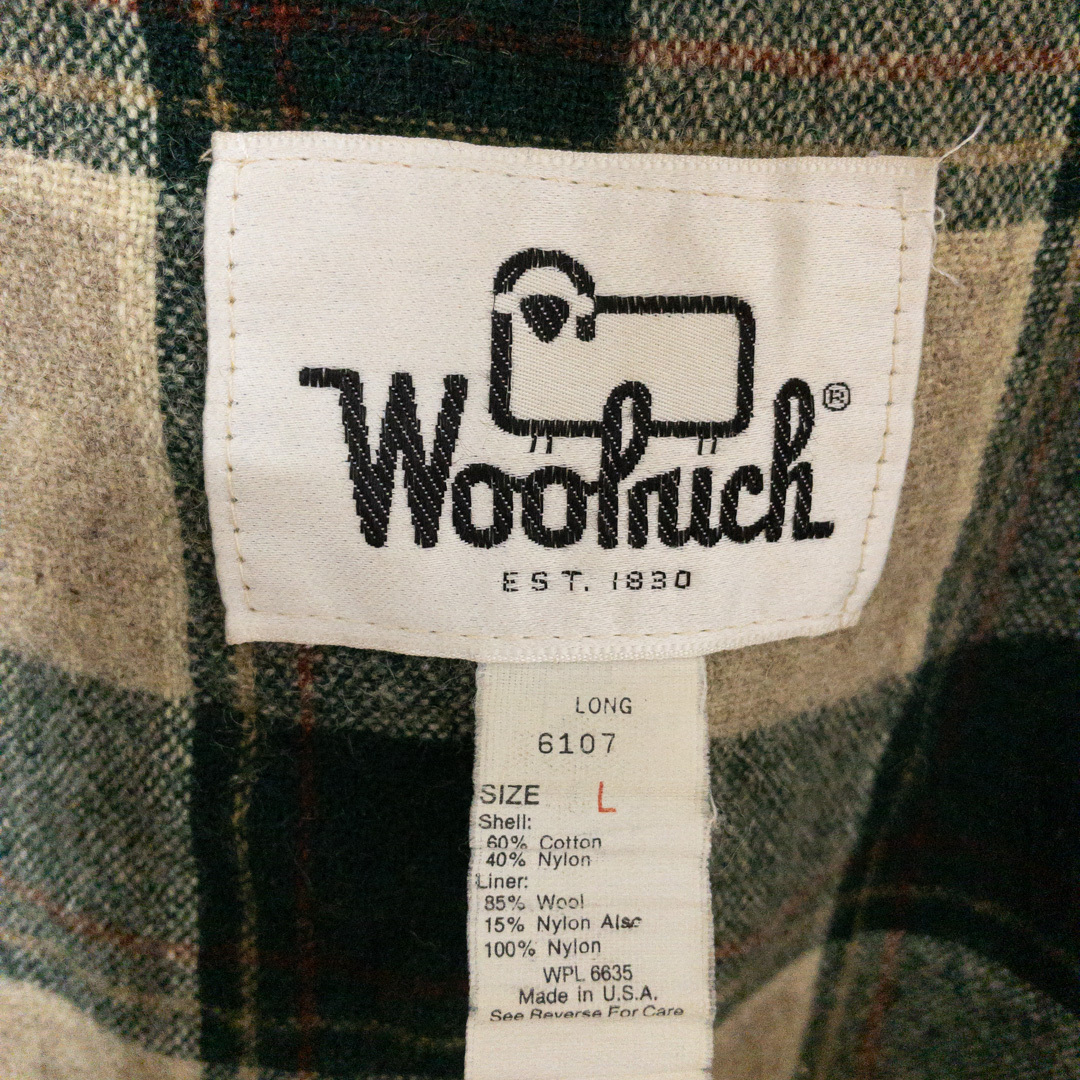 Woolrich®
EST. 1830
LONG
6107
SIZE L
Shell:
60% Cotton
40% Nylon
Liner:
85% Wool
15% Nylon Also
100% Nylon
WPL 6635
Made in U.S.A.
See Reverse For Care